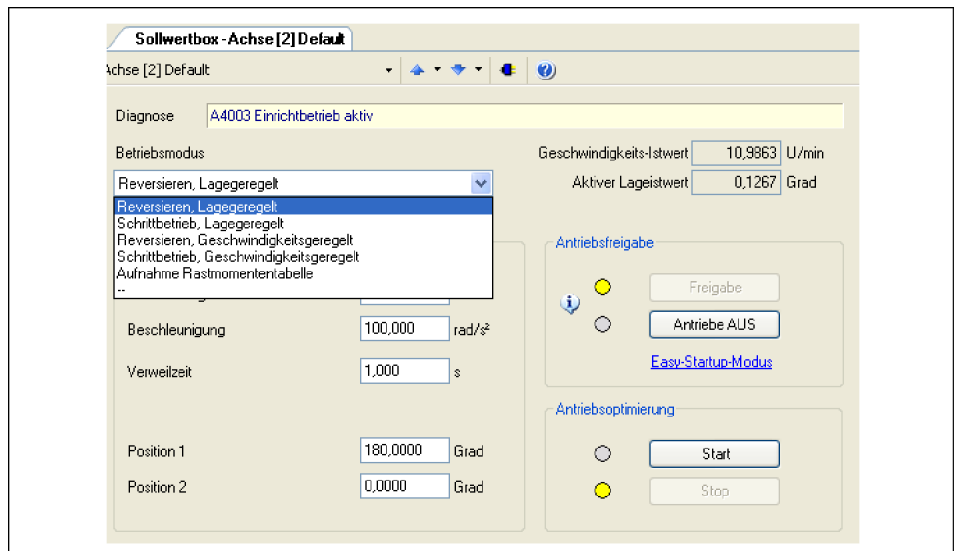 Sollwertbox - Achse [2] Default
Achse [2] Default
Diagnose A4003 Einrichtbetrieb aktiv
Betriebsmodus
Geschwindigkeits-Istwert 10,9863 U/min
Reversieren, Lagegeregelt
Aktiver Lageistwert 0,1267 Grad
Reversieren, Lagegeregelt
Schrittbetrieb, Lagegeregelt
Reversieren, Geschwindigkeitsgeregelt
Schrittbetrieb, Geschwindigkeitsgeregelt
Aufnahme Rastmomententabelle
--
Beschleunigung 100,000 rad/s²
Verweilzeit 1,000 s
Position 1 180,0000 Grad
Position 2 0,0000 Grad
Antriebsfreigabe
Freigabe
Antriebe AUS
Easy-Startup-Modus
Antriebsoptimierung
Start
Stop